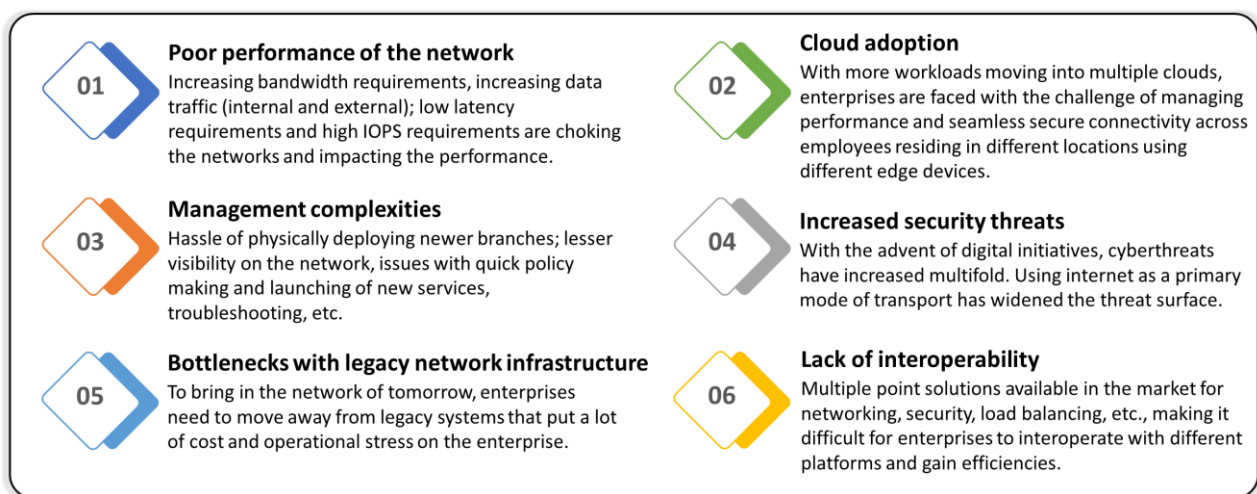 01
Poor performance of the network
Increasing bandwidth requirements, increasing data
traffic (internal and external); low latency
requirements and high IOPS requirements are choking
the networks and impacting the performance.
02
Cloud adoption
With more workloads moving into multiple clouds,
enterprises are faced with the challenge of managing
performance and seamless secure connectivity across
employees residing in different locations using
different edge devices.
03
Management complexities
Hassle of physically deploying newer branches; lesser
visibility on the network, issues with quick policy
making and launching of new services,
troubleshooting, etc.
04
Increased security threats
With the advent of digital initiatives, cyberthreats
have increased multifold. Using internet as a primary
mode of transport has widened the threat surface.
05
Bottlenecks with legacy network infrastructure
To bring in the network of tomorrow, enterprises
need to move away from legacy systems that put a lot
of cost and operational stress on the enterprise.
06
Lack of interoperability
Multiple point solutions available in the market for
networking, security, load balancing, etc., making it
difficult for enterprises to interoperate with different
platforms and gain efficiencies.